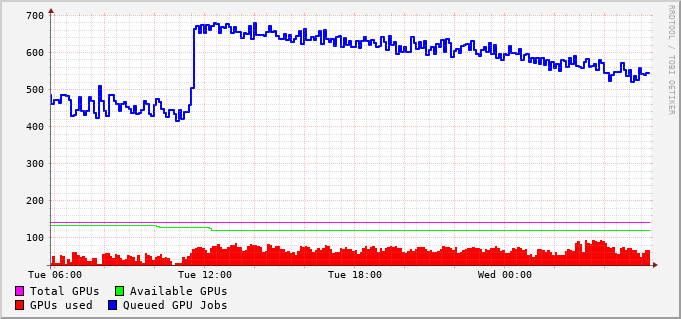 700
600
500
400
300
200
100
Tue 06:00 Tue 12:00 Tue 18:00 Wed 00:00
Total GPUs Available GPUs
GPUs used Queued GPU Jobs
RRDTOOL / TOBI OETIKER